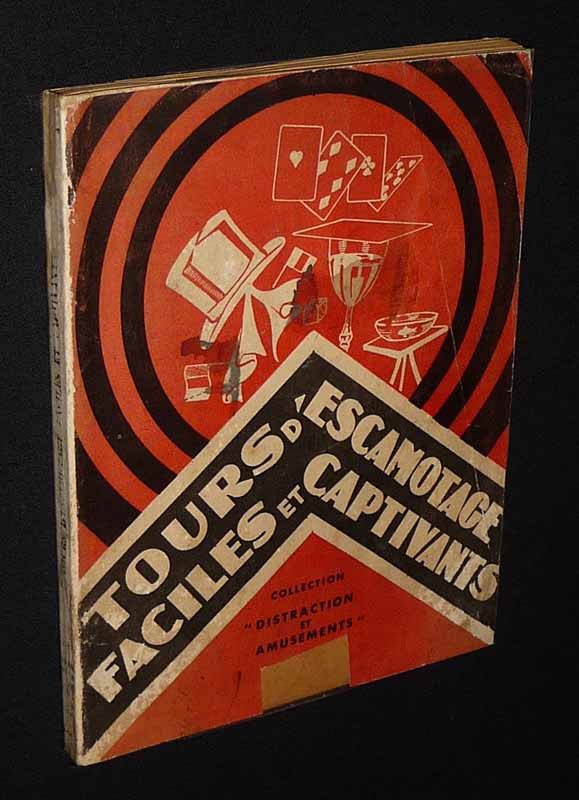 TOURS D'ESCAMOTAGE
FACILES ET CAPTIVANTS
COLLECTION
"DISTRACTION
ET
AMUSEMENTS"